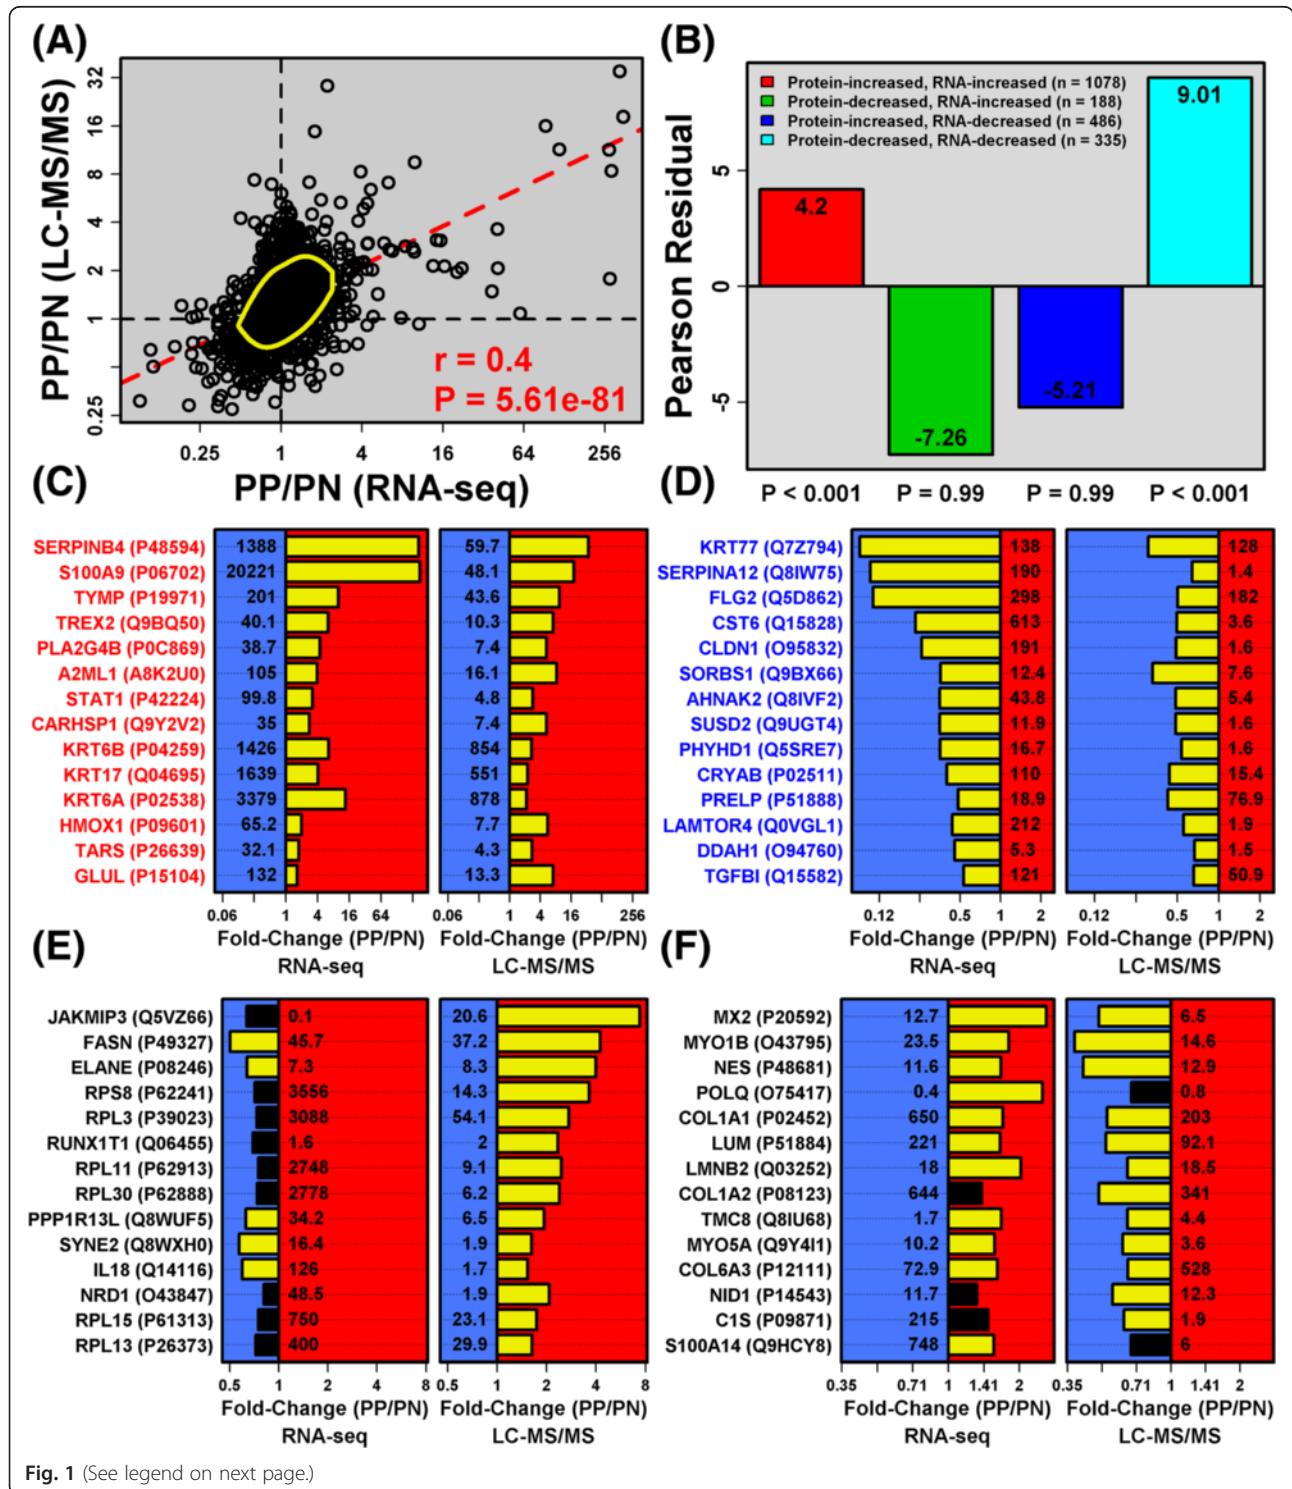 (A)
PP/PN (LC-MS/MS)
32
16
8
4
2
1
0.25
r = 0.4
P = 5.61e-81
0.25 1 4 16 64 256
PP/PN (RNA-seq)
(B)
Pearson Residual
5
0
-5
Protein-increased, RNA-increased (n = 1078)
Protein-decreased, RNA-increased (n = 188)
Protein-increased, RNA-decreased (n = 486)
Protein-decreased, RNA-decreased (n = 335)
4.2
-7.26
-5.21
9.01
P < 0.001 P = 0.99 P = 0.99 P < 0.001
(C)
SERPINB4 (P48594) 1388 59.7
S100A9 (P06702) 20221 48.1
TYMP (P19971) 201 43.6
TREX2 (Q9BQ50) 40.1 10.3
PLA2G4B (P0C869) 38.7 7.4
A2ML1 (A8K2U0) 105 16.1
STAT1 (P42224) 99.8 4.8
CARHSP1 (Q9Y2V2) 35 7.4
KRT6B (P04259) 1426 854
KRT17 (Q04695) 1639 551
KRT6A (P02538) 3379 878
HMOX1 (P09601) 65.2 7.7
TARS (P26639) 32.1 4.3
GLUL (P15104) 132 13.3
0.06 1 4 16 64 0.06 1 4 16 256
Fold-Change (PP/PN) Fold-Change (PP/PN)
RNA-seq LC-MS/MS
(D)
KRT77 (Q7Z794) 138 128
SERPINA12 (Q8IW75) 190 1.4
FLG2 (Q5D862) 298 182
CST6 (Q15828) 613 3.6
CLDN1 (O95832) 191 1.6
SORBS1 (Q9BX66) 12.4 7.6
AHNAK2 (Q8IVF2) 43.8 5.4
SUSD2 (Q9UGT4) 11.9 1.6
PHYHD1 (Q5SRE7) 16.7 1.6
CRYAB (P02511) 110 15.4
PRELP (P51888) 18.9 76.9
LAMTOR4 (Q0VGL1) 212 1.9
DDAH1 (O94760) 5.3 1.5
TGFBI (Q15582) 121 50.9
0.12 0.5 1 2 0.12 0.5 1 2
Fold-Change (PP/PN) Fold-Change (PP/PN)
RNA-seq LC-MS/MS
(E)
JAKMIP3 (Q5VZ66) 0.1 20.6
FASN (P49327) 45.7 37.2
ELANE (P08246) 7.3 8.3
RPS8 (P62241) 3556 14.3
RPL3 (P39023) 3088 54.1
RUNX1T1 (Q06455) 1.6 2
RPL11 (P62913) 2748 9.1
RPL30 (P62888) 2778 6.2
PPP1R13L (Q8WUF5) 34.2 6.5
SYNE2 (Q8WXH0) 16.4 1.9
IL18 (Q14116) 126 1.7
NRD1 (O43847) 48.5 1.9
RPL15 (P61313) 750 23.1
RPL13 (P26373) 400 29.9
0.5 1 2 4 8 0.5 1 2 4 8
Fold-Change (PP/PN) Fold-Change (PP/PN)
RNA-seq LC-MS/MS
(F)
MX2 (P20592) 12.7 6.5
MYO1B (O43795) 23.5 14.6
NES (P48681) 11.6 12.9
POLQ (O75417) 0.4 0.8
COL1A1 (P02452) 650 203
LUM (P51884) 221 92.1
LMNB2 (Q03252) 18 18.5
COL1A2 (P08123) 644 341
TMC8 (Q8IU68) 1.7 4.4
MYO5A (Q9Y4I1) 10.2 3.6
COL6A3 (P12111) 72.9 528
NID1 (P14543) 11.7 12.3
C1S (P09871) 215 1.9
S100A14 (Q9HCY8) 748 6
0.35 0.71 1 1.41 2 0.35 0.71 1 1.41 2
Fold-Change (PP/PN) Fold-Change (PP/PN)
RNA-seq LC-MS/MS
Fig. 1 (See legend on next page.)